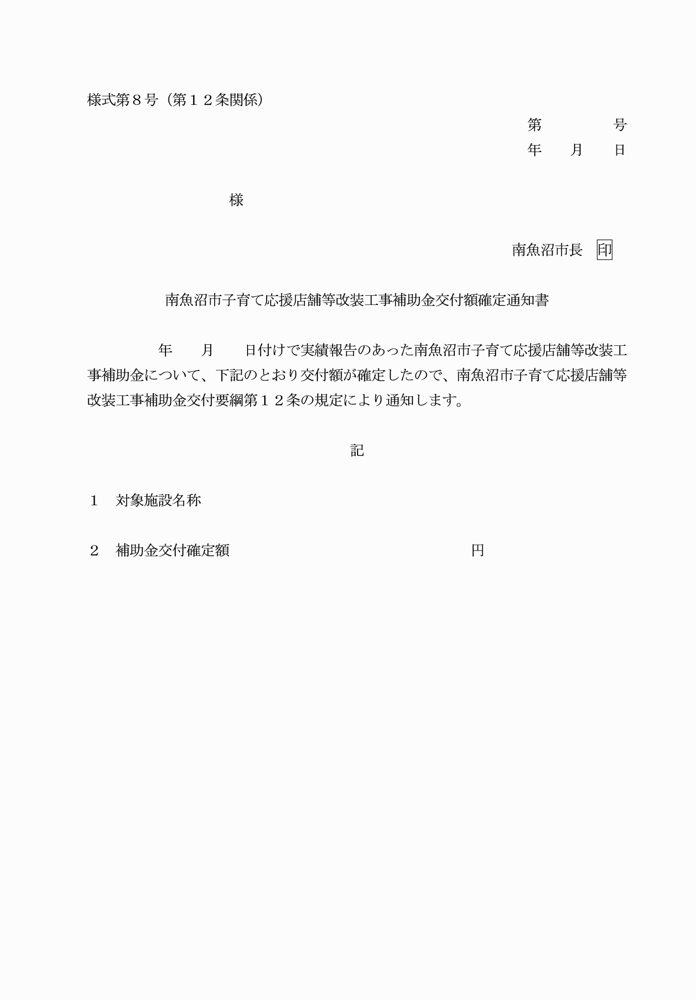 様式第８号（第１２条関係）
第　　　　　号
年　　月　　日
様
南魚沼市長　印
南魚沼市子育て応援店舗等改装工事補助金交付額確定通知書
年　　月　　日付けで実績報告のあった南魚沼市子育て応援店舗等改装工
事補助金について、下記のとおり交付額が確定したので、南魚沼市子育て応援店舗等
改装工事補助金交付要綱第１２条の規定により通知します。
記
１　対象施設名称
２　補助金交付確定額　　　　　　　　　　　　　　　　　円